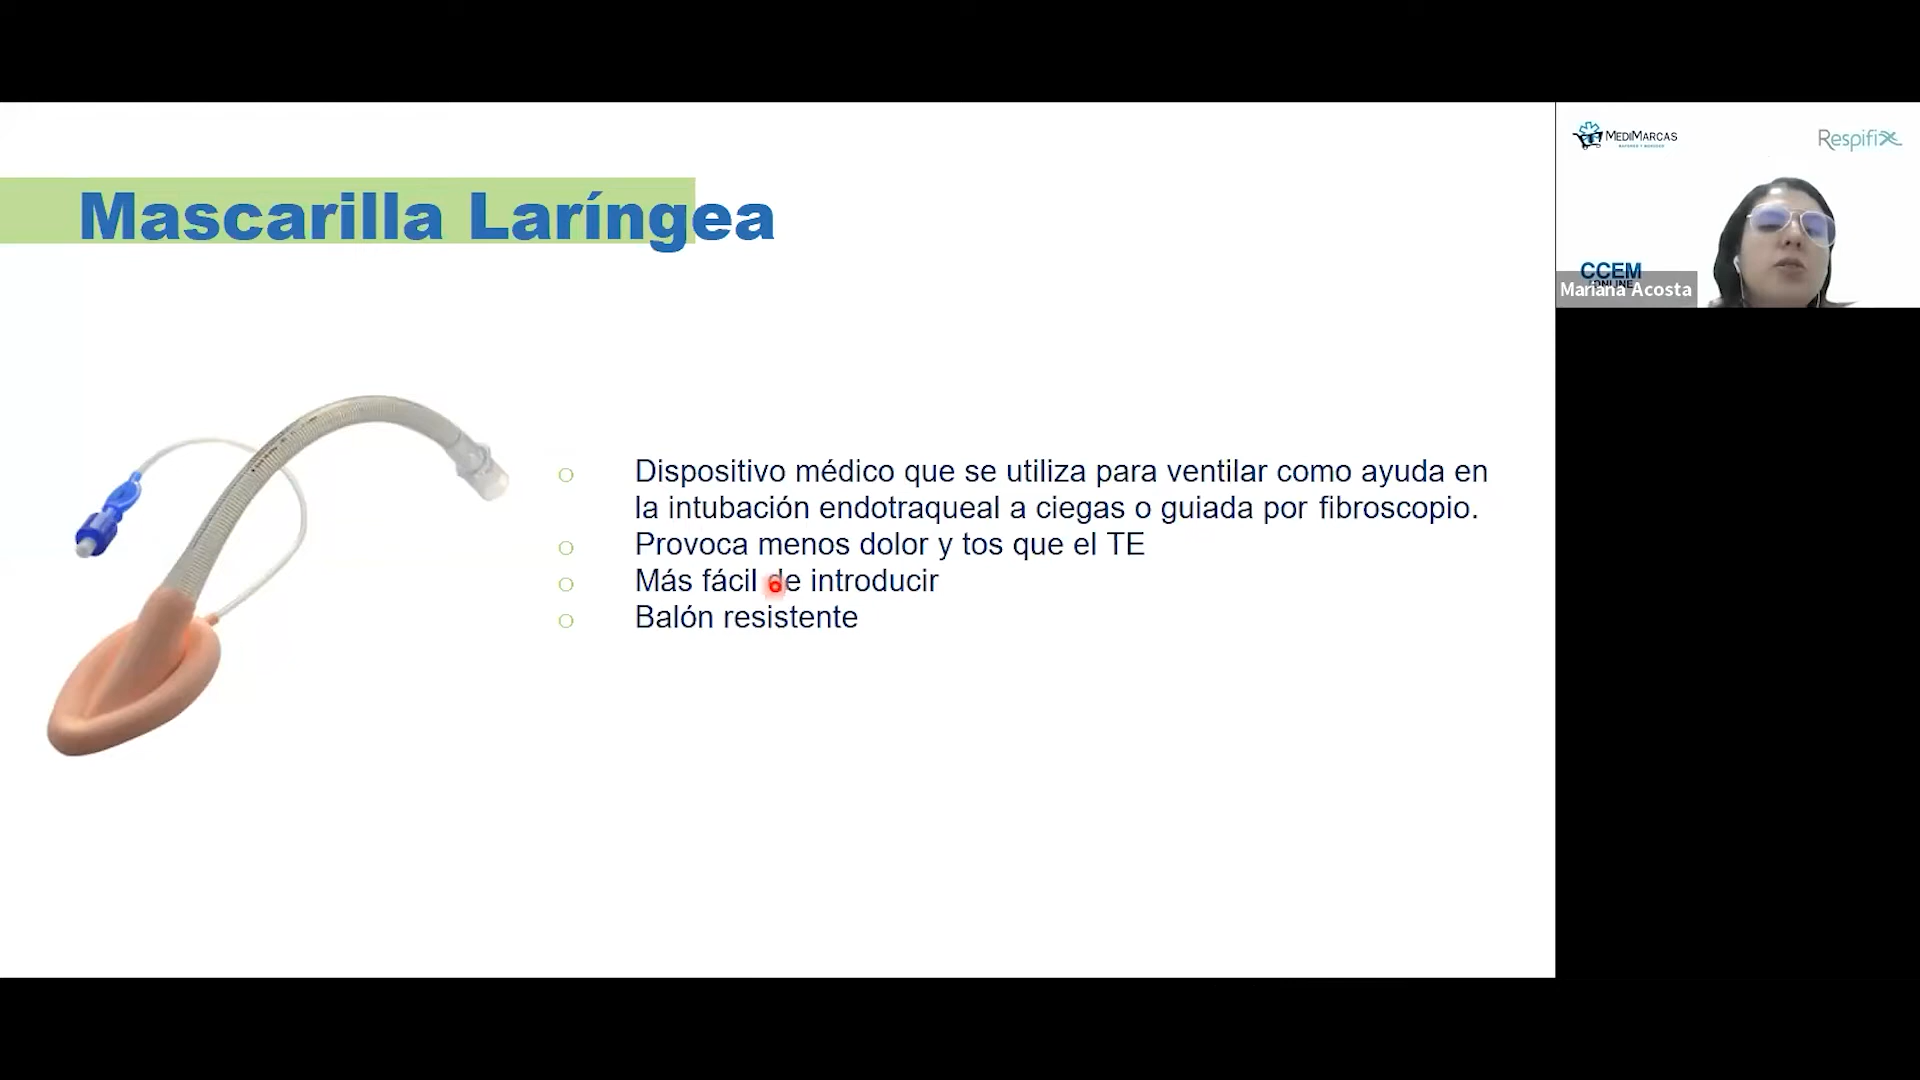 Mascarilla Laríngea
Dispositivo médico que se utiliza para ventilar como ayuda en
la intubación endotraqueal a ciegas o guiada por fibroscopio.
Provoca menos dolor y tos que el TE
Más fácil de introducir
Balón resistente
MEDIMARCAS
Respifix
CCEM
ONLINE
Mariana Acosta